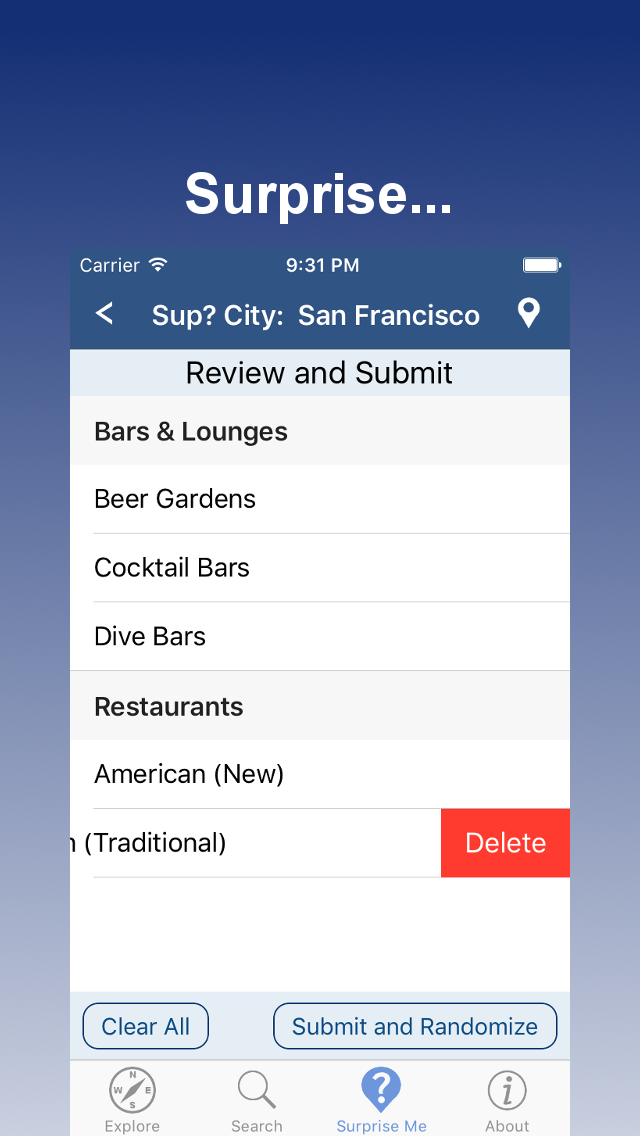 Surprise...
Carrier 9:31 PM
< Sup? City: San Francisco
Review and Submit
Bars & Lounges
Beer Gardens
Cocktail Bars
Dive Bars
Restaurants
American (New)
(Traditional) Delete
Clear All Submit and Randomize
N
W E
S
? i
Explore Search Surprise Me About